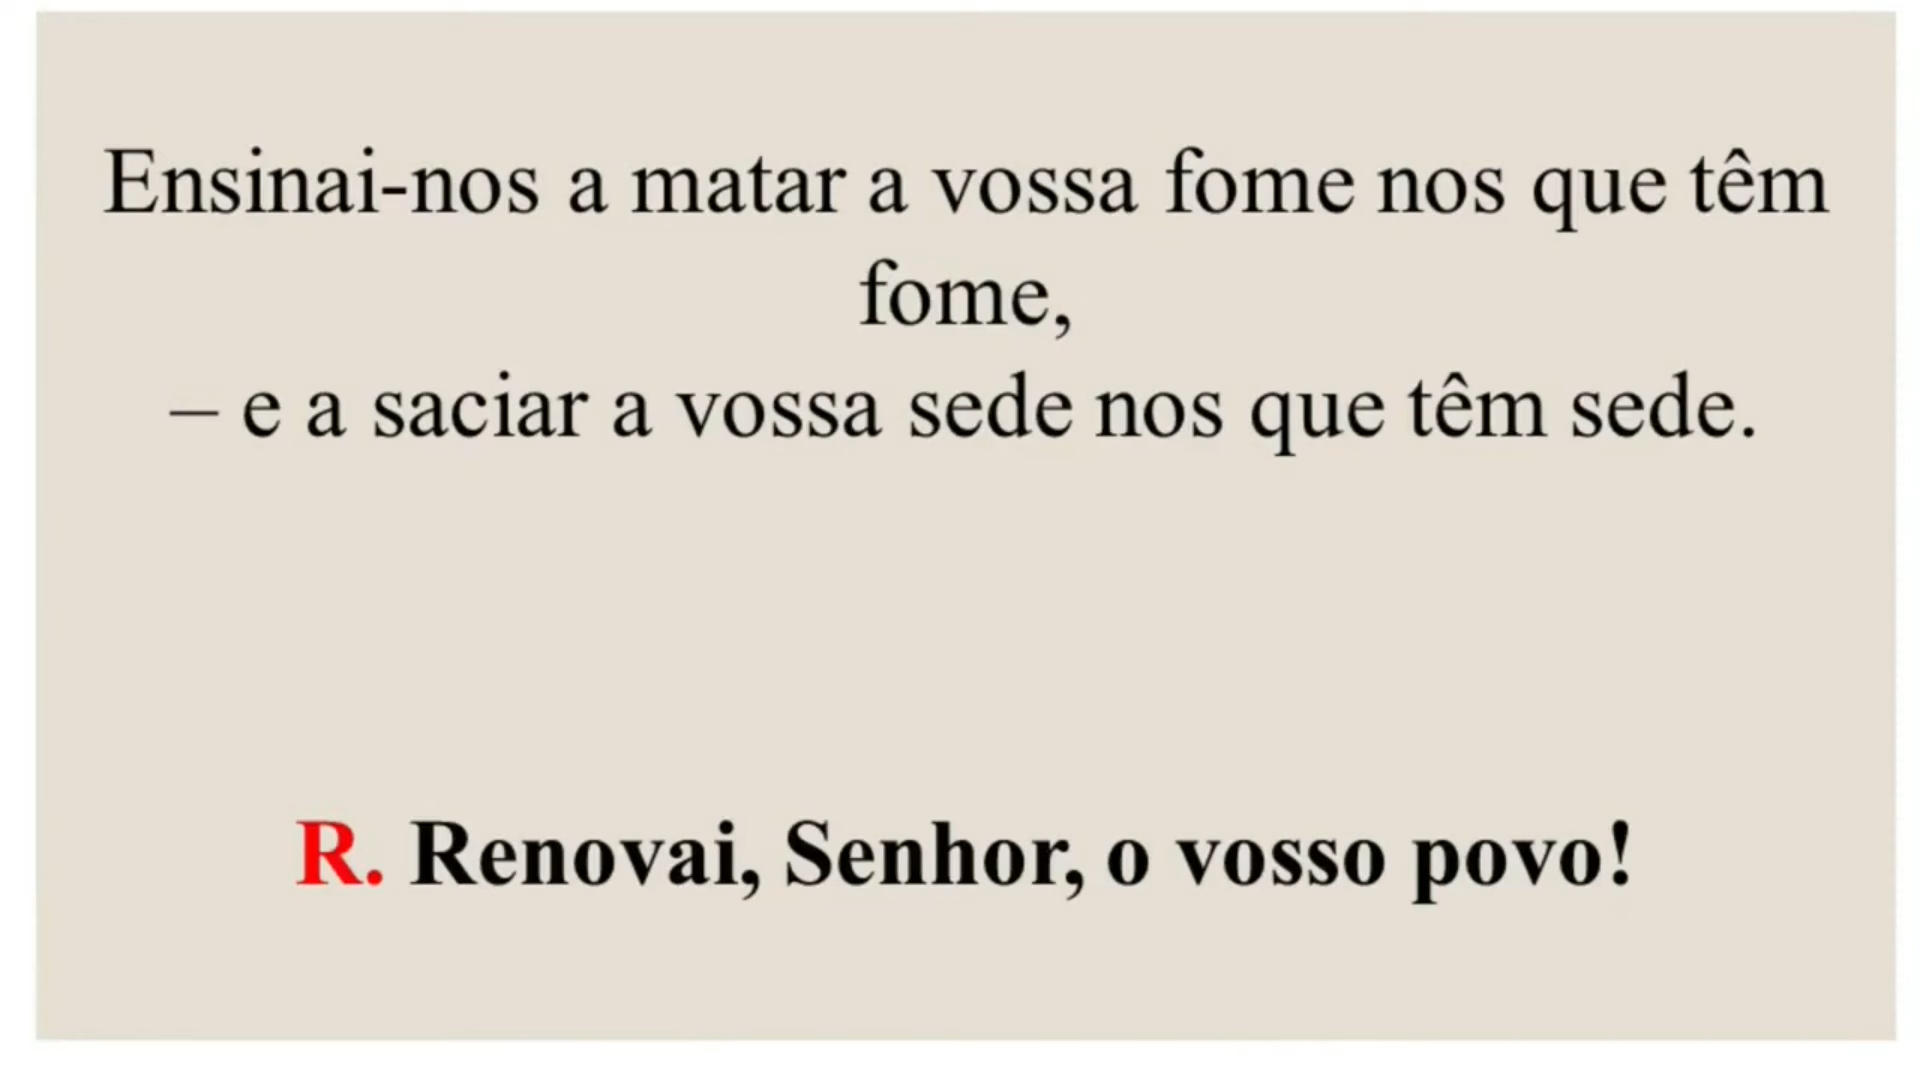 Ensinai-nos a matar a vossa fome nos que têm
fome,
– e a saciar a vossa sede nos que têm sede.
R. Renovai, Senhor, o vosso povo!